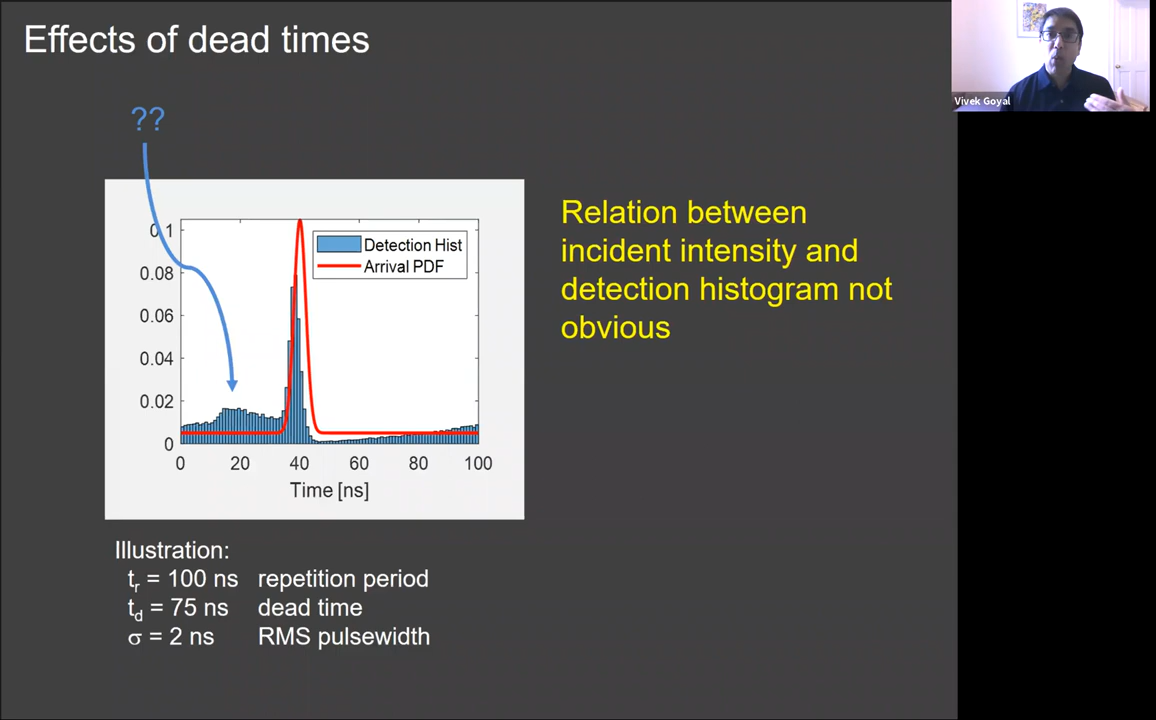 Effects of dead times
Vivek Goyal
??
Relation between
incident intensity and
detection histogram not
obvious
0.1
0.08
0.06
0.04
0.02
0
Detection Hist
Arrival PDF
0 20 40 60 80 100
Time [ns]
Illustration:
tr = 100 ns repetition period
td = 75 ns dead time
σ = 2 ns RMS pulsewidth